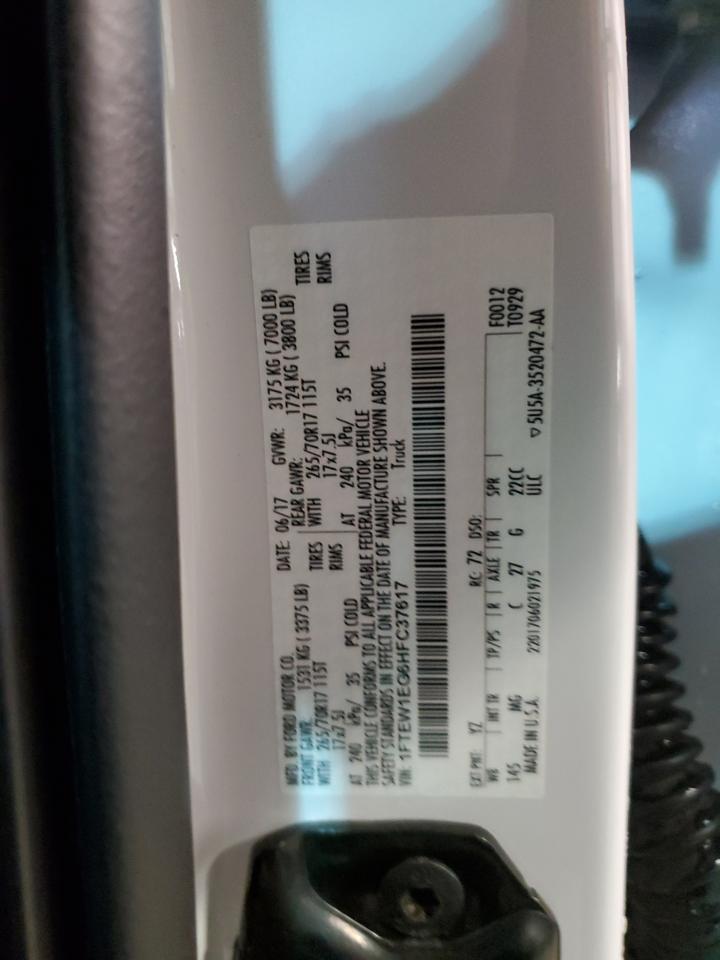 MFD. BY FORD MOTOR CO. DATE: 06/17 GVWR: 3175 KG ( 7000 LB)
FRONT GAWR: 1531 KG ( 3375 LB) REAR GAWR: 1724 KG ( 3800 LB)
WITH 265/70R17 115T TIRES WITH 265/70R17 115T TIRES
17x7.5J RIMS 17x7.5J RIMS
AT 240 kPa/ 35 PSI COLD AT 240 kPa/ 35 PSI COLD
THIS VEHICLE CONFORMS TO ALL APPLICABLE FEDERAL MOTOR VEHICLE
SAFETY STANDARDS IN EFFECT ON THE DATE OF MANUFACTURE SHOWN ABOVE.
VIN: 1FTEW1EG6HFC37617 TYPE: Truck
EXT PNT: YZ RC: 72 DSO: F0012
WB INT TR TP/PS R AXLE TR SPR T0929
145 MG C 27 G 22CC
MADE IN U.S.A. 2201706021975 ULC ▽5U5A-3520472-AA